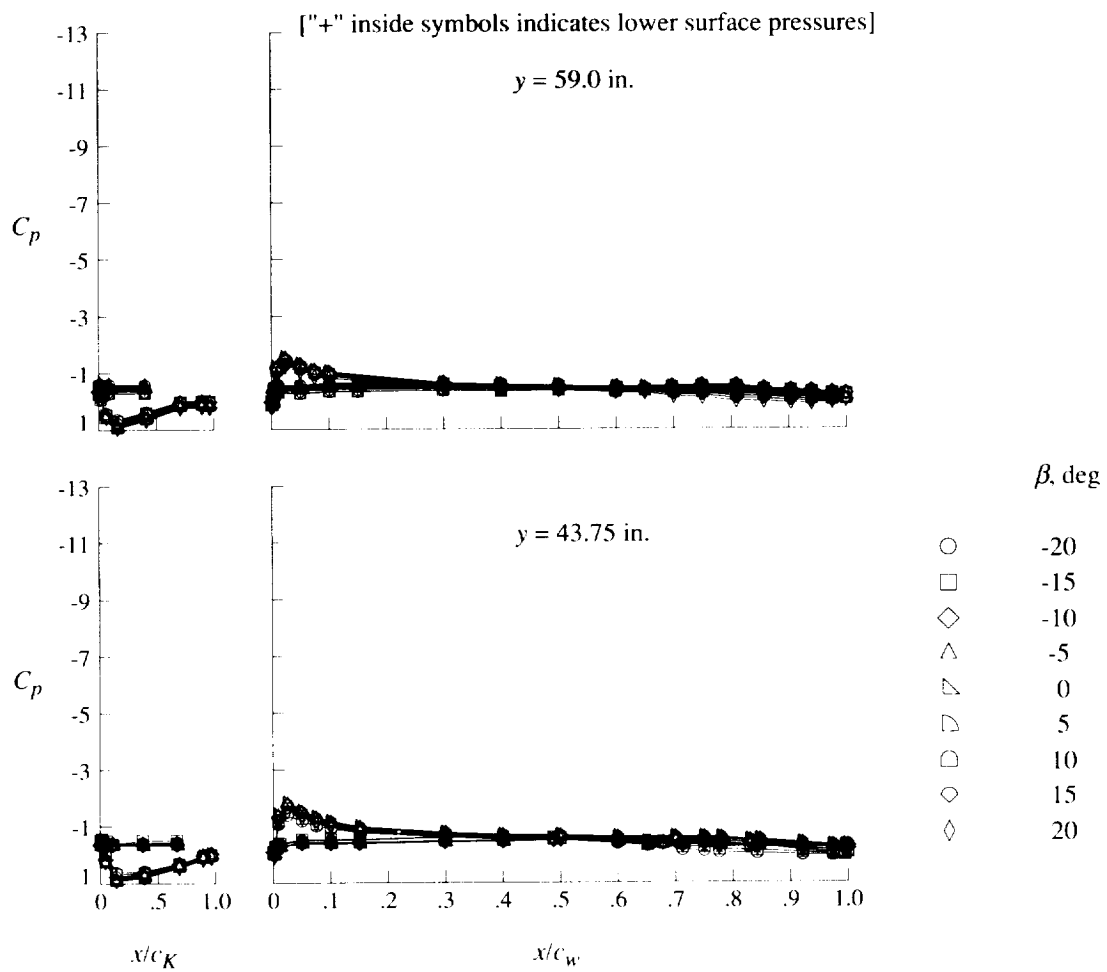 ["+" inside symbols indicates lower surface pressures]
y = 59.0 in.
-13
-11
-9
-7
-5
-3
-1
1
C_p
y = 43.75 in.
-13
-11
-9
-7
-5
-3
-1
1
C_p
0 .5 1.0
x/c_K
0 .1 .2 .3 .4 .5 .6 .7 .8 .9 1.0
x/c_w
β, deg
-20
-15
-10
-5
0
5
10
15
20